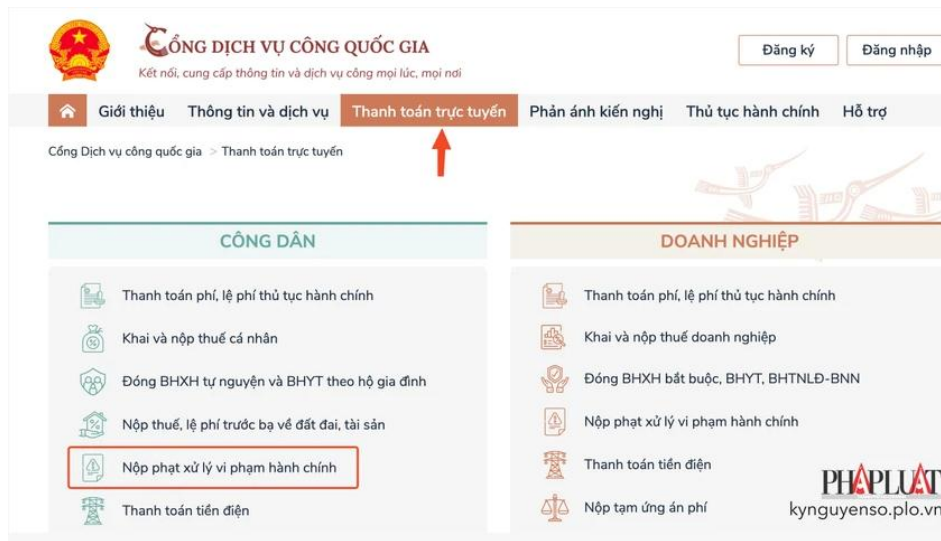 CỔNG DỊCH VỤ CÔNG QUỐC GIA
Kết nối, cung cấp thông tin và dịch vụ công mọi lúc, mọi nơi
Đăng ký
Đăng nhập
Giới thiệu
Thông tin và dịch vụ
Thanh toán trực tuyến
Phản ánh kiến nghị
Thủ tục hành chính
Hỗ trợ
Cổng Dịch vụ công quốc gia > Thanh toán trực tuyến
CÔNG DÂN
Thanh toán phí, lệ phí thủ tục hành chính
Khai và nộp thuế cá nhân
Đóng BHXH tự nguyện và BHYT theo hộ gia đình
Nộp thuế, lệ phí trước bạ về đất đai, tài sản
Nộp phạt xử lý vi phạm hành chính
Thanh toán tiền điện
DOANH NGHIỆP
Thanh toán phí, lệ phí thủ tục hành chính
Khai và nộp thuế doanh nghiệp
Đóng BHXH bắt buộc, BHYT, BHTNLĐ-BNN
Nộp phạt xử lý vi phạm hành chính
Thanh toán tiền điện
Nộp tạm ứng án phí
PHÁPLUẬT
kynguyenso.plo.vn